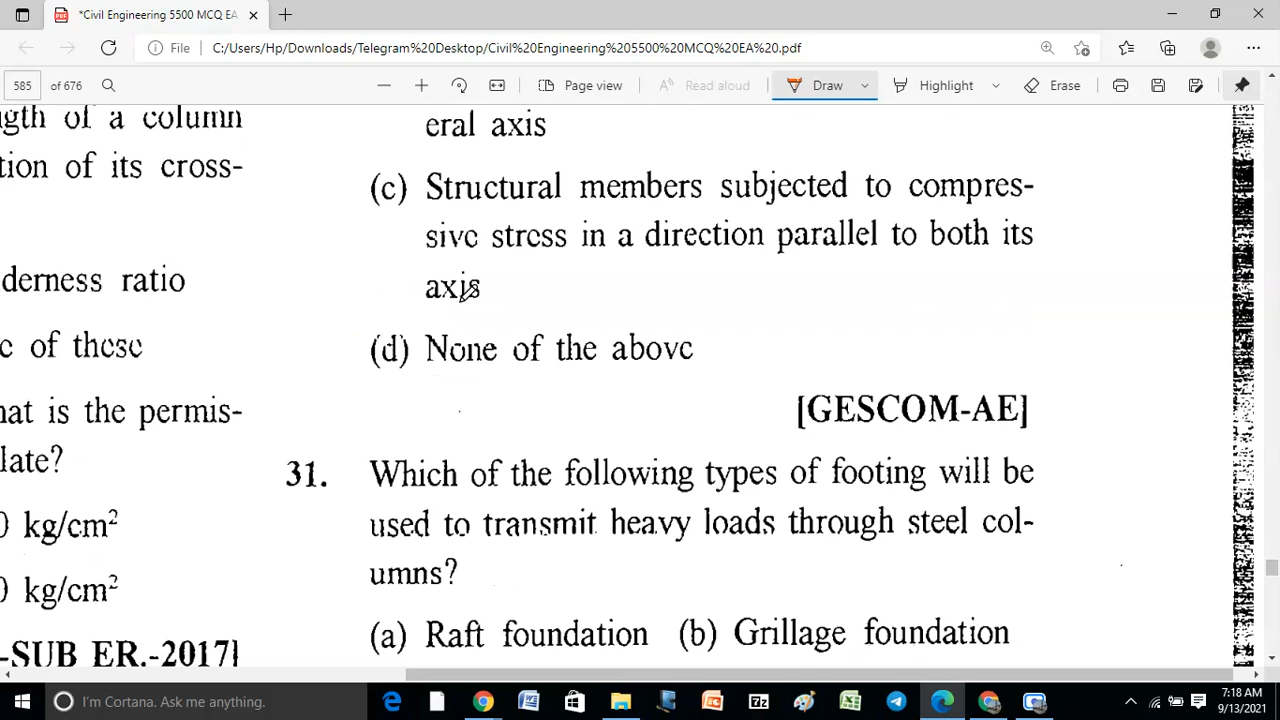 *Civil Engineering 5500 MCQ EA
File C:/Users/Hp/Downloads/Telegram%20Desktop/Civil%20Engineering%205500%20MCQ%20EA%20.pdf
585 of 676 Page view Read aloud Draw Highlight Erase
ngth of a column
tion of its cross-
derness ratio
e of these
hat is the permis-
late?
0 kg/cm²
0 kg/cm²
-SUB ER.-2017]
eral axis
(c) Structural members subjected to compres-
sive stress in a direction parallel to both its
axis
(d) None of the above
[GESCOM-AE]
31. Which of the following types of footing will be
used to transmit heavy loads through steel col-
umns?
(a) Raft foundation (b) Grillage foundation
I'm Cortana. Ask me anything.
7:18 AM
9/13/2021